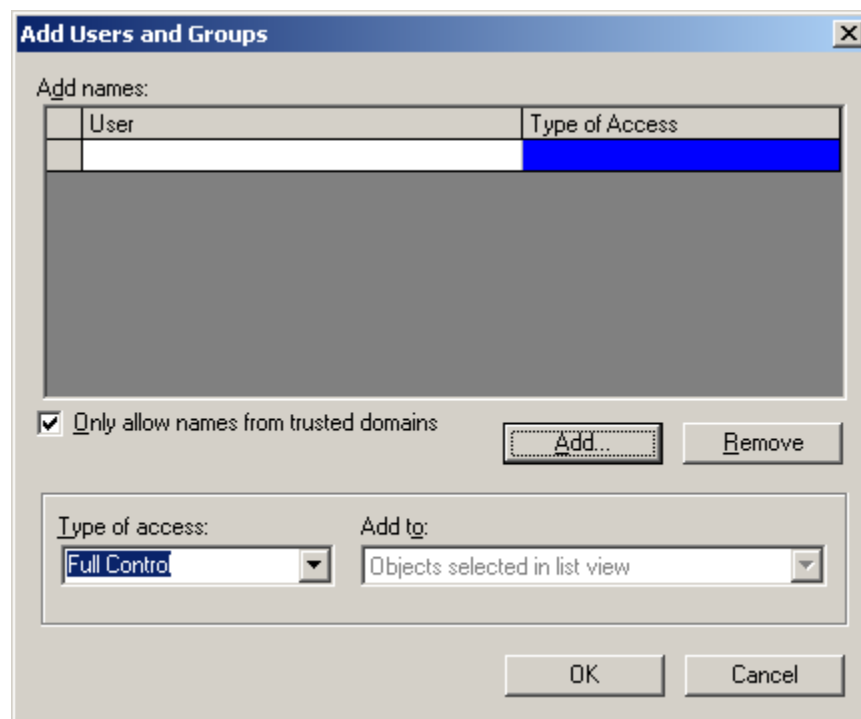 Add Users and Groups
Add names:
User Type of Access
Only allow names from trusted domains
Add... Remove
Type of access: Add to:
Full Control Objects selected in list view
OK Cancel